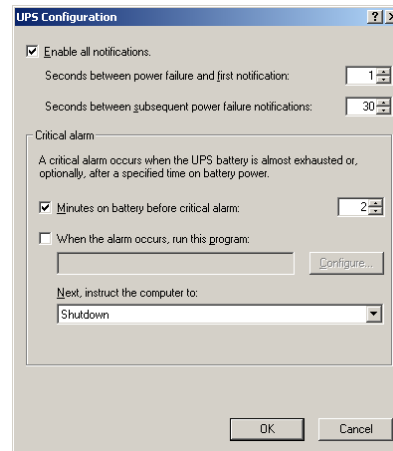 UPS Configuration
Enable all notifications.
Seconds between power failure and first notification: 1
Seconds between subsequent power failure notifications: 30
Critical alarm
A critical alarm occurs when the UPS battery is almost exhausted or,
optionally, after a specified time on battery power.
Minutes on battery before critical alarm: 2
When the alarm occurs, run this program:
Configure...
Next, instruct the computer to:
Shutdown
OK Cancel